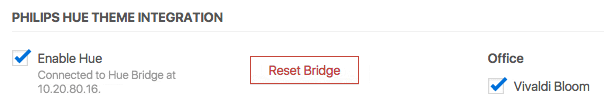 PHILIPS HUE THEME INTEGRATION
Enable Hue
Connected to Hue Bridge at
10.20.80.16.
Reset Bridge
Office
Vivaldi Bloom